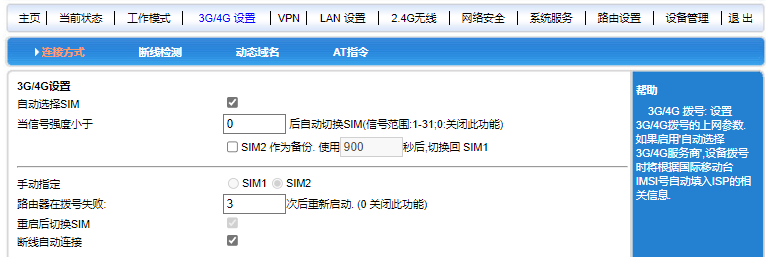 主页 当前状态 工作模式 3G/4G 设置 VPN LAN 设置 2.4G无线 网络安全 系统服务 路由设置 设备管理 退 出
连接方式 断线检测 动态域名 AT指令
3G/4G设置
自动选择SIM
当信号强度小于 0 后自动切换SIM(信号范围:1-31;0:关闭此功能)
SIM2 作为备份. 使用 900 秒后,切换回 SIM1
手动指定 SIM1 SIM2
路由器在拨号失败: 3 次后重新启动. (0 关闭此功能)
重启后切换SIM
断线自动连接
帮助
3G/4G 拨号: 设置
3G/4G拨号的上网参数.
如果启用'自动选择
3G/4G服务商',设备拨号
时将根据国际移动台
IMSI号自动填入ISP的相
关信息.